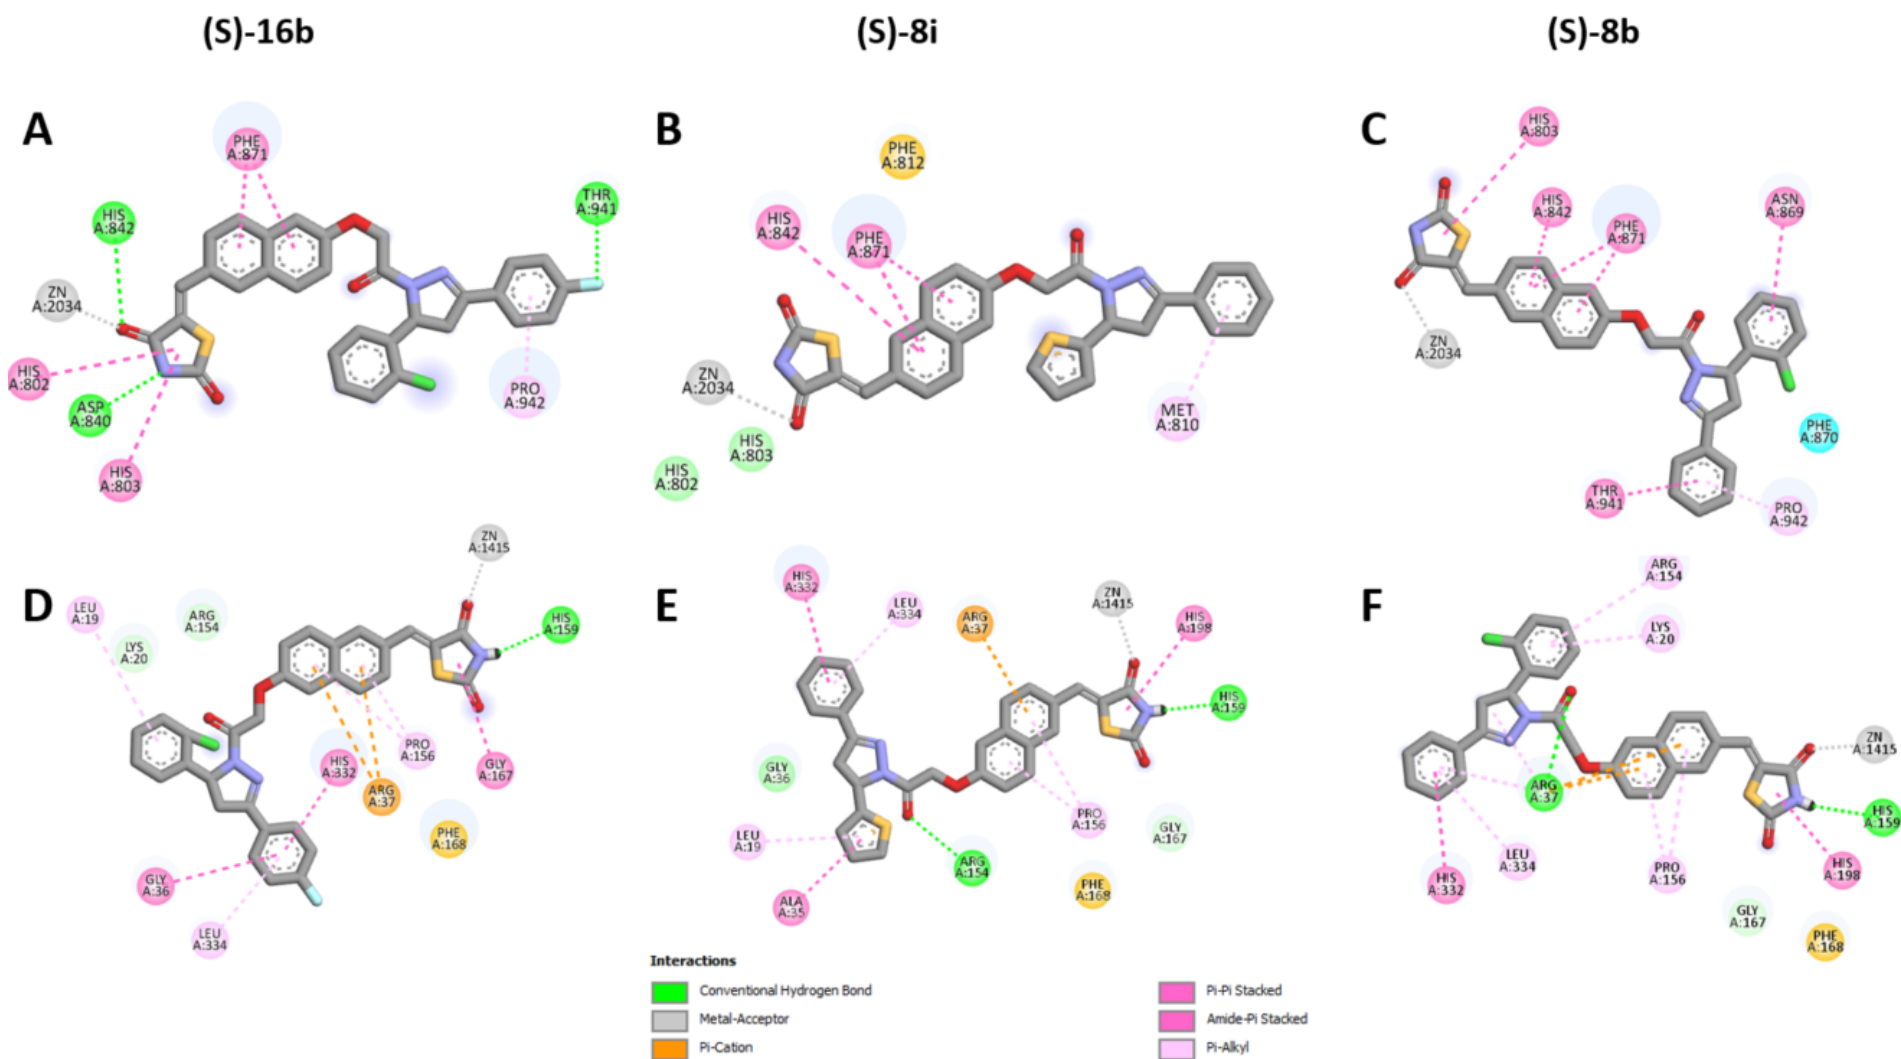 (S)-16b
(S)-8i
(S)-8b
A
PHE
A:871
HIS
A:842
THR
A:941
ZN
A:2034
HIS
A:802
ASP
A:840
HIS
A:803
PRO
A:942
B
PHE
A:812
HIS
A:842
PHE
A:871
ZN
A:2034
HIS
A:803
HIS
A:802
MET
A:810
C
HIS
A:803
HIS
A:842
PHE
A:871
ASN
A:869
ZN
A:2034
PHE
A:870
THR
A:941
PRO
A:942
D
ZN
A:1415
LEU
A:19
ARG
A:154
LYS
A:20
HIS
A:159
PRO
A:156
HIS
A:332
GLY
A:167
ARG
A:37
PHE
A:168
GLY
A:36
LEU
A:334
E
HIS
A:332
LEU
A:334
ARG
A:37
ZN
A:1415
HIS
A:198
HIS
A:159
GLY
A:36
LEU
A:19
PRO
A:156
GLY
A:167
ARG
A:154
PHE
A:168
ALA
A:35
F
ARG
A:154
LYS
A:20
ZN
A:1415
ARG
A:37
HIS
A:159
LEU
A:334
HIS
A:332
PRO
A:156
HIS
A:198
GLY
A:167
PHE
A:168
Interactions
Conventional Hydrogen Bond
Metal-Acceptor
Pi-Cation
Pi-Pi Stacked
Amide-Pi Stacked
Pi-Alkyl